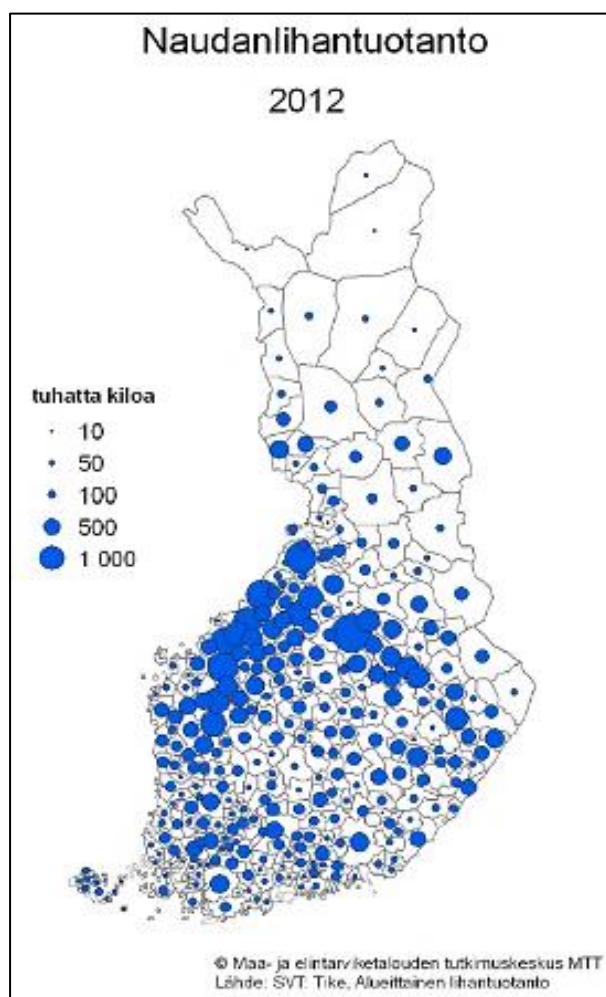 Naudanlihantuotanto
2012
tuhatta kiloa
10
50
100
500
1 000
© Maa- ja elintarviketalouden tutkimuskeskus MTT
Lähde: SVT: Tike, Alueittainen lihantuotanto